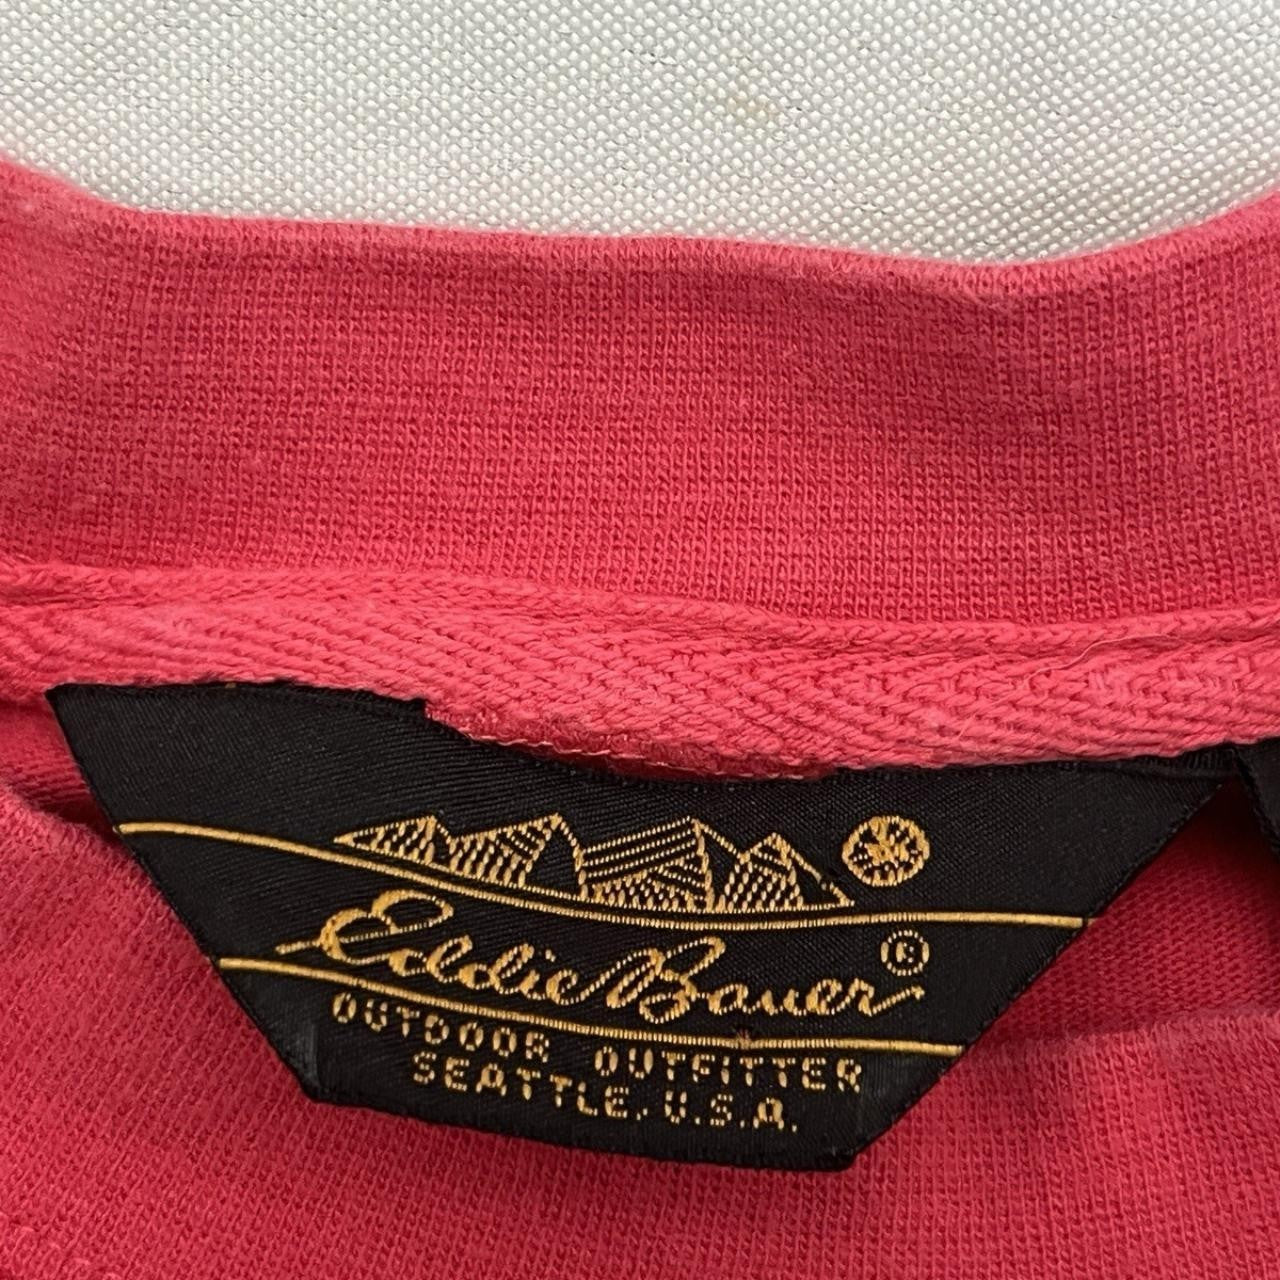 Eddie Bauer ®
OUTDOOR OUTFITTER
SEATTLE, U.S.A.